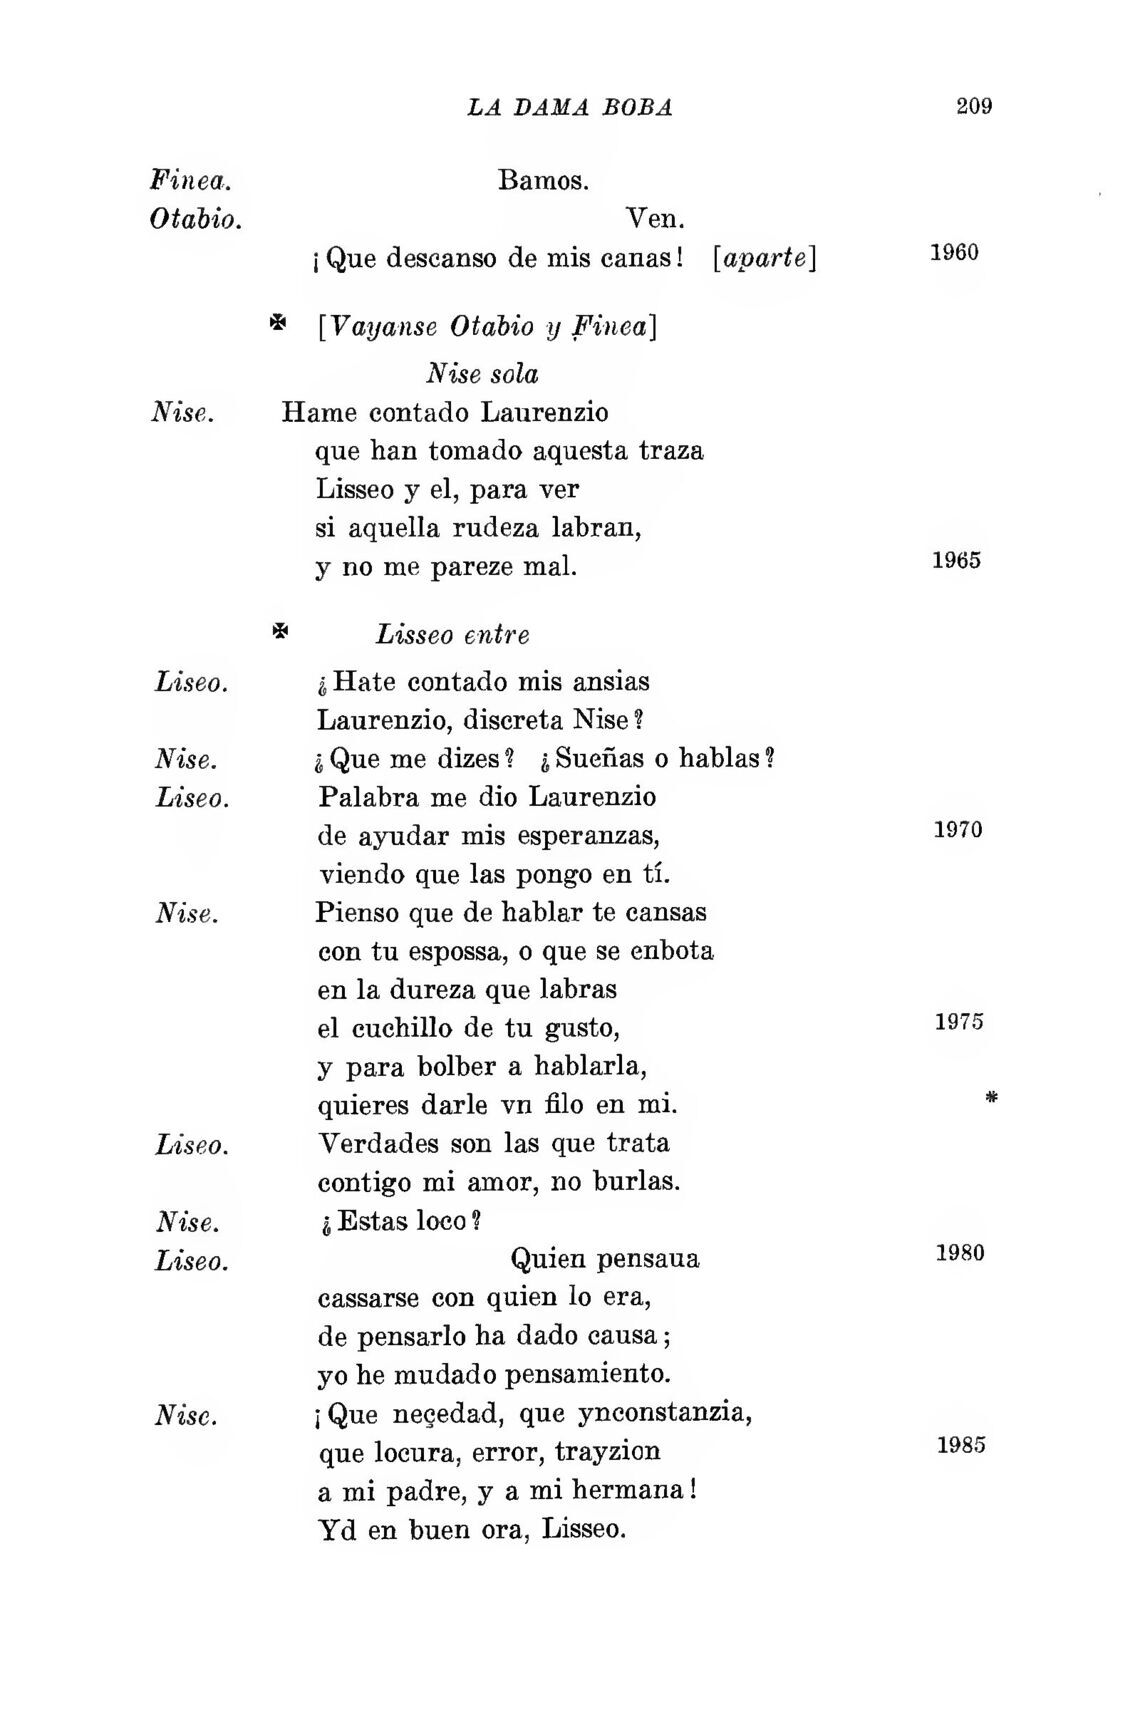 LA DAMA BOBA 209
Finea. Bamos.
Otabio. Ven.
¡Que descanso de mis canas! [aparte] 1960
✠ [Vayanse Otabio y Finea]
Nise sola
Nise. Hame contado Laurenzio
que han tomado aquesta traza
Lisseo y el, para ver
si aquella rudeza labran,
y no me pareze mal. 1965
✠ Lisseo entre
Liseo. ¿Hate contado mis ansias
Laurenzio, discreta Nise?
Nise. ¿Que me dizes? ¿Sueñas o hablas?
Liseo. Palabra me dio Laurenzio
de ayudar mis esperanzas, 1970
viendo que las pongo en tí.
Nise. Pienso que de hablar te cansas
con tu espossa, o que se enbota
en la dureza que labras
el cuchillo de tu gusto, 1975
y para bolber a hablarla,
quieres darle vn filo en mi. *
Liseo. Verdades son las que trata
contigo mi amor, no burlas.
Nise. ¿Estas loco?
Liseo. Quien pensaua 1980
cassarse con quien lo era,
de pensarlo ha dado causa;
yo he mudado pensamiento.
Nise. ¡Que neçedad, que ynconstanzia,
que locura, error, trayzion 1985
a mi padre, y a mi hermana!
Yd en buen ora, Lisseo.